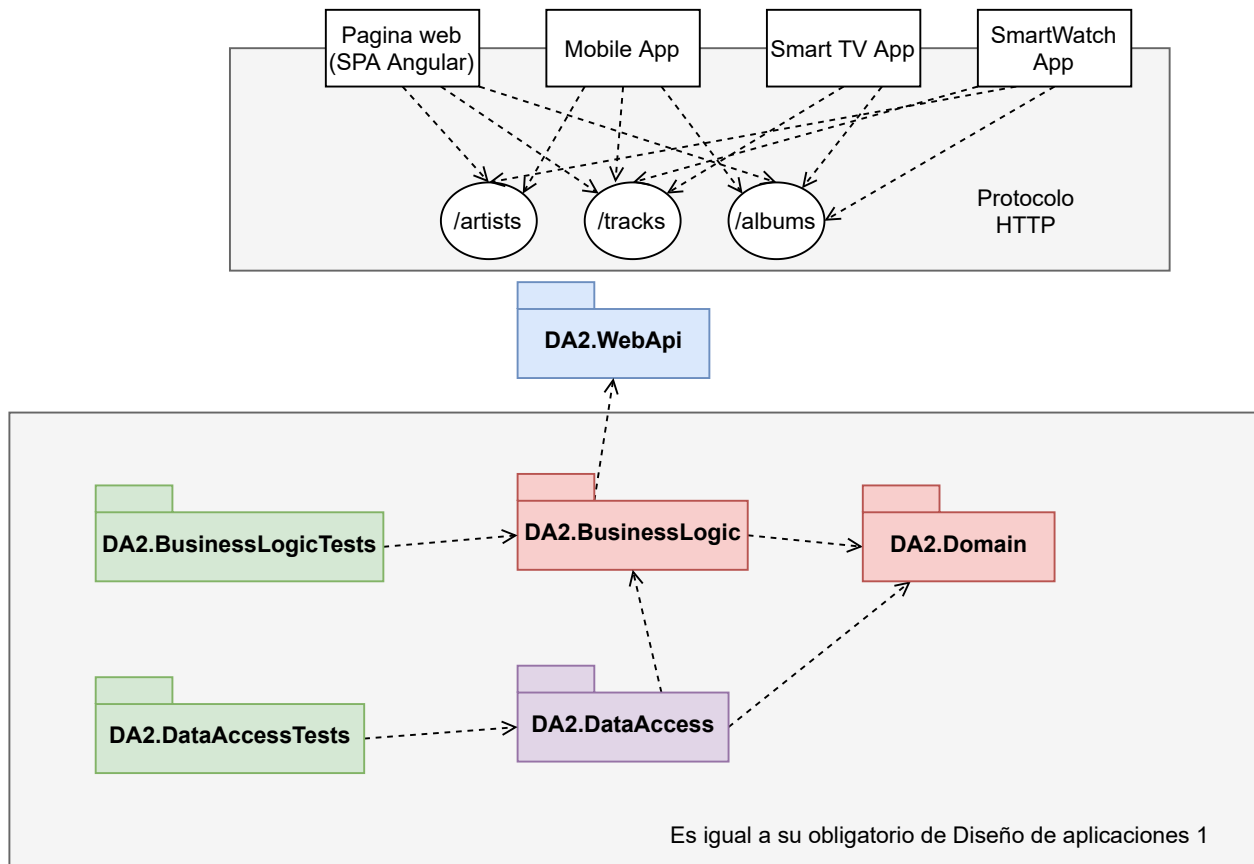 Pagina web
(SPA Angular)
Mobile App
Smart TV App
SmartWatch
App
/artists
/tracks
/albums
Protocolo
HTTP
DA2.WebApi
DA2.BusinessLogicTests
DA2.BusinessLogic
DA2.Domain
DA2.DataAccessTests
DA2.DataAccess
Es igual a su obligatorio de Diseño de aplicaciones 1